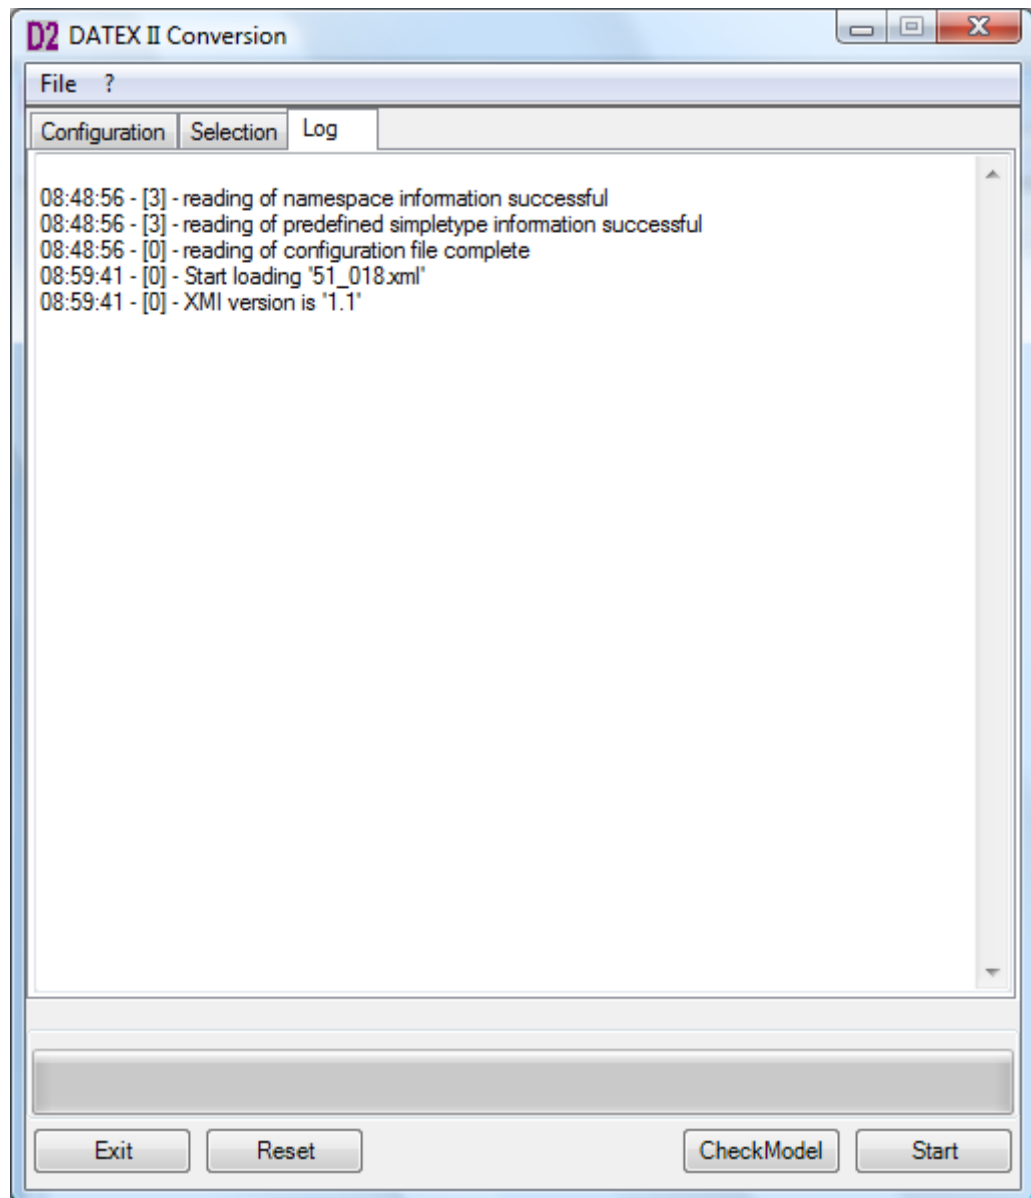 D2 DATEX II Conversion
File ?
Configuration Selection Log
08:48:56 - [3] - reading of namespace information successful
08:48:56 - [3] - reading of predefined simpletype information successful
08:48:56 - [0] - reading of configuration file complete
08:59:41 - [0] - Start loading "51_018.xml"
08:59:41 - [0] - XMI version is "1.1"
Exit Reset CheckModel Start